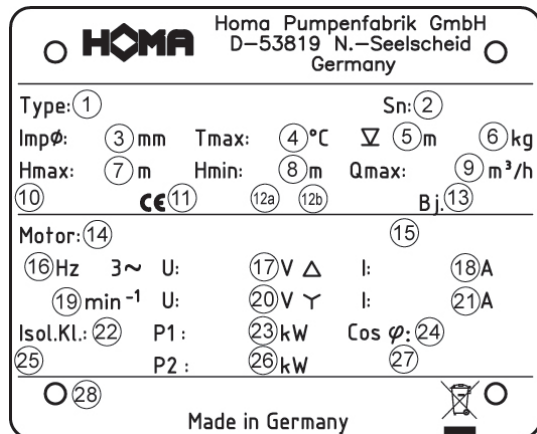 HOMA
Homa Pumpenfabrik GmbH
D-53819 N.-Seelscheid
Germany
Type: 1 Sn: 2
ImpØ: 3 mm Tmax: 4 °C 5 m 6 kg
Hmax: 7 m Hmin: 8 m Qmax: 9 m³/h
10 CE 11 12a 12b Bj. 13
Motor: 14 15
16 Hz 3~ U: 17 V △ I: 18 A
19 min⁻¹ U: 20 V Y I: 21 A
Isol.Kl.: 22 P1: 23 kW Cos φ: 24
25 P2: 26 kW 27
28
Made in Germany